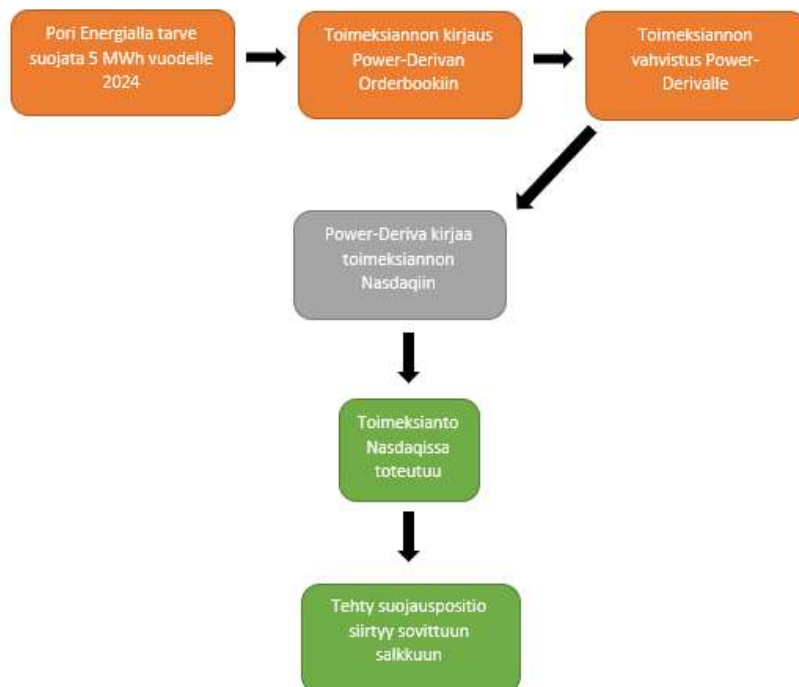 Pori Energialla tarve
suojata 5 MWh vuodelle
2024
Toimeksiannon kirjaus
Power-Derivan
Orderbookiin
Toimeksiannon
vahvistus Power-
Derivalle
Power-Deriva kirjaa
toimeksiannon
Nasdaqiin
Toimeksianto
Nasdaqissa
toteutuu
Tehty suojauspositio
siirtyy sovittuun
salkkuun